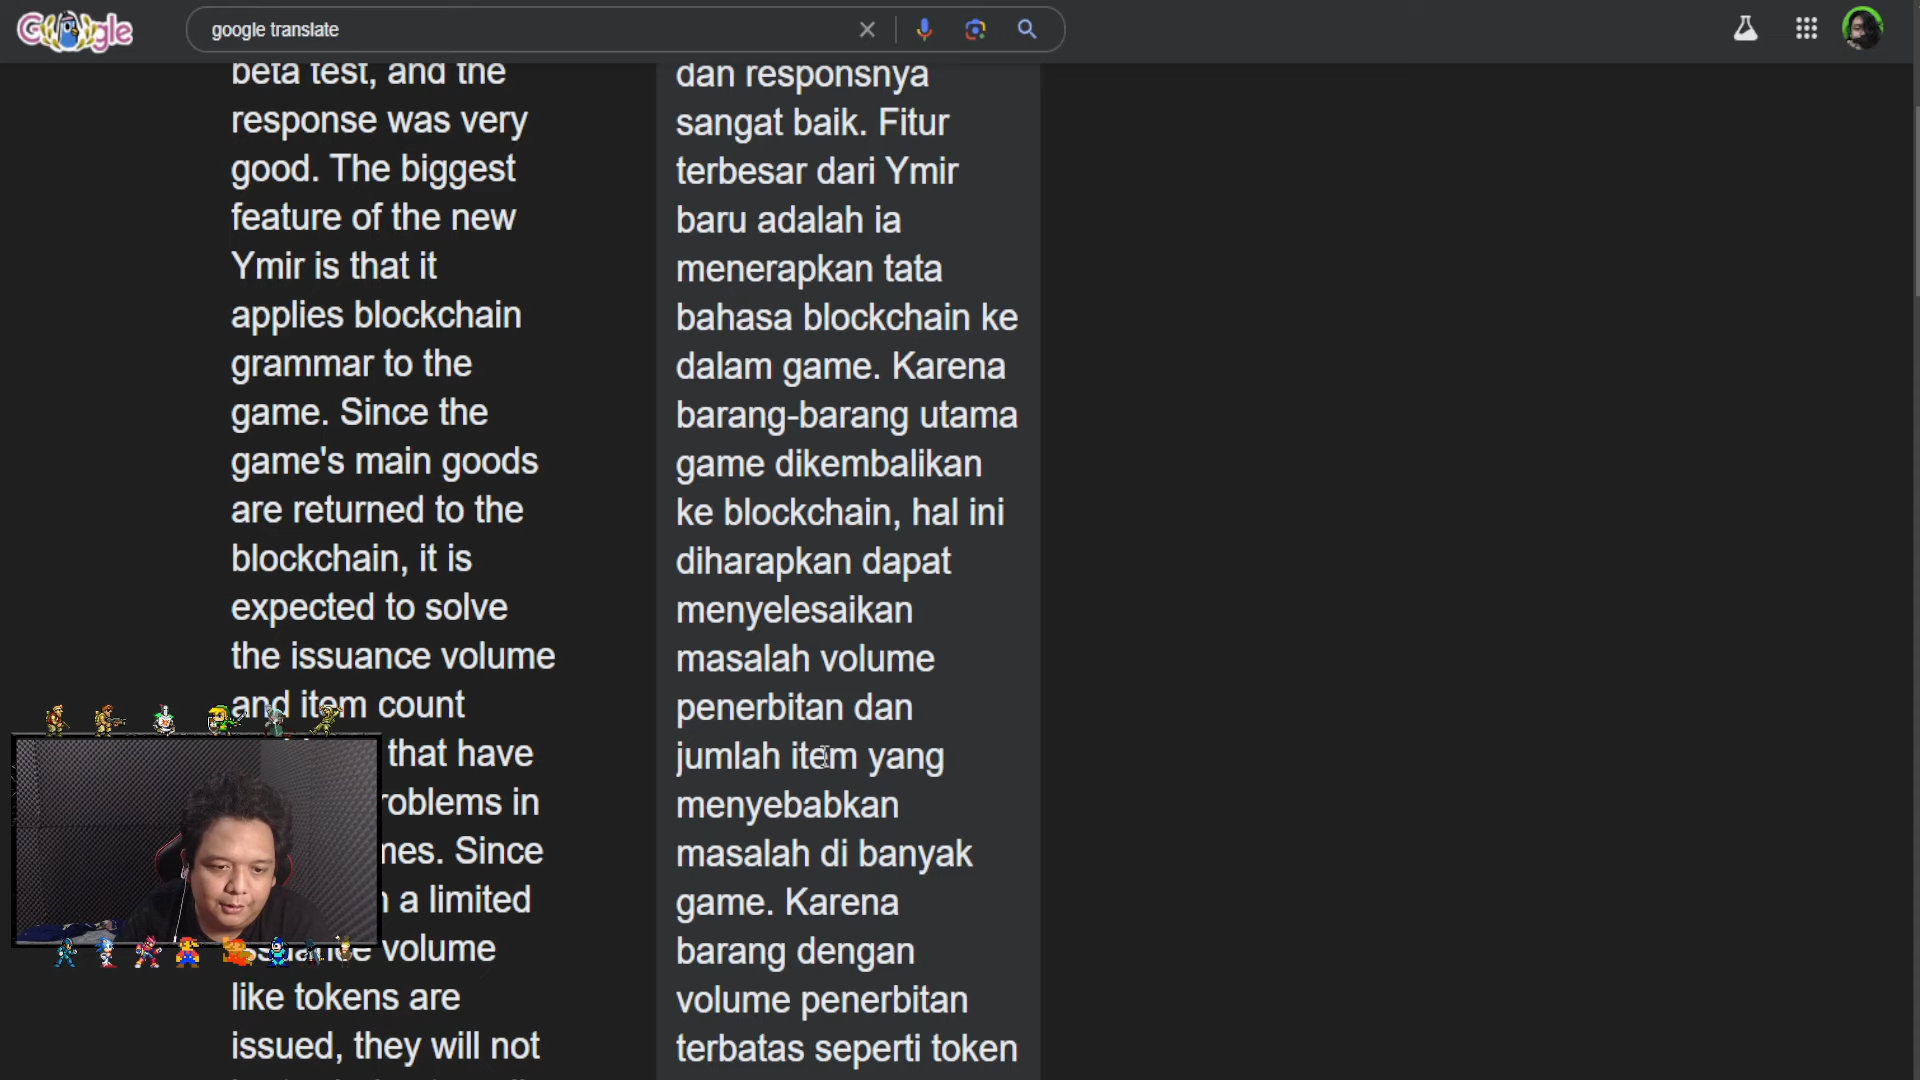 Google
google translate
beta test, and the
response was very
good. The biggest
feature of the new
Ymir is that it
applies blockchain
grammar to the
game. Since the
game's main goods
are returned to the
blockchain, it is
expected to solve
the issuance volume
and item count
that have
roblems in
mes. Since
a limited
issuance volume
like tokens are
issued, they will not
dan responsnya
sangat baik. Fitur
terbesar dari Ymir
baru adalah ia
menerapkan tata
bahasa blockchain ke
dalam game. Karena
barang-barang utama
game dikembalikan
ke blockchain, hal ini
diharapkan dapat
menyelesaikan
masalah volume
penerbitan dan
jumlah item yang
menyebabkan
masalah di banyak
game. Karena
barang dengan
volume penerbitan
terbatas seperti token